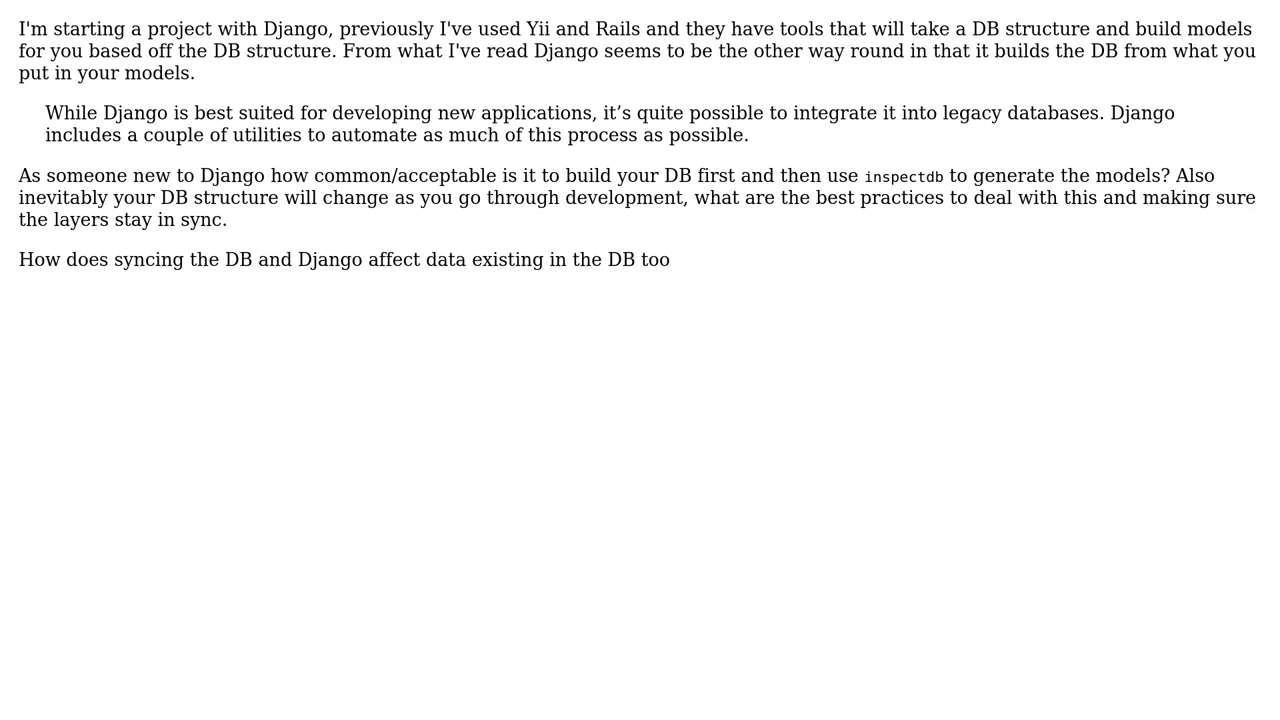 I'm starting a project with Django, previously I've used Yii and Rails and they have tools that will take a DB structure and build models
for you based off the DB structure. From what I've read Django seems to be the other way round in that it builds the DB from what you
put in your models.
While Django is best suited for developing new applications, it’s quite possible to integrate it into legacy databases. Django
includes a couple of utilities to automate as much of this process as possible.
As someone new to Django how common/acceptable is it to build your DB first and then use inspectdb to generate the models? Also
inevitably your DB structure will change as you go through development, what are the best practices to deal with this and making sure
the layers stay in sync.
How does syncing the DB and Django affect data existing in the DB too